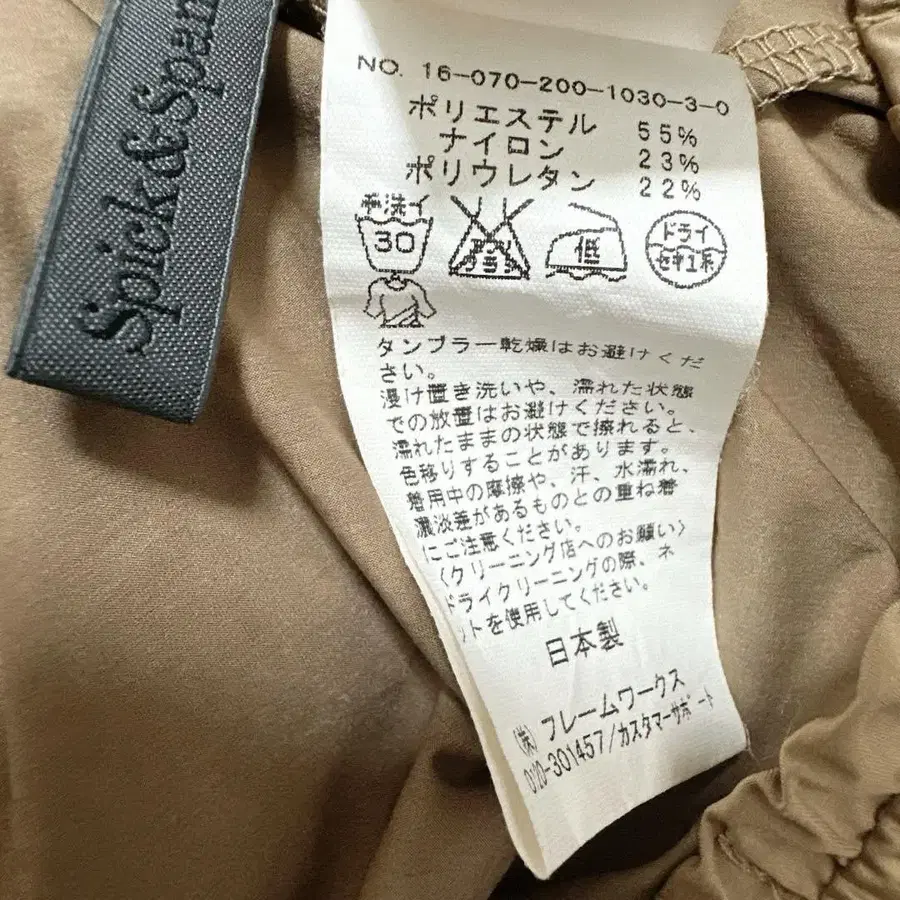 Spick&Span
NO. 16-070-200-1030-3-0
ポリエステル 55%
ナイロン 23%
ポリウレタン 22%
手洗イ
30
エンソ
サラシ
低
ドライ
セキユ系
タンブラー乾燥はお避けくだ
さい。
浸け置き洗いや、濡れた状態
での放置はお避けください。
濡れたままの状態で擦れると、
色移りすることがあります。
着用中の摩擦や、汗、水濡れ、
濃淡差があるものとの重ね着
にご注意ください。
〈クリーニング店へのお願い〉
ドライクリーニングの際、ネ
ットを使用してください。
日本製
(株)フレームワークス
0120-301457/カスタマーサポート